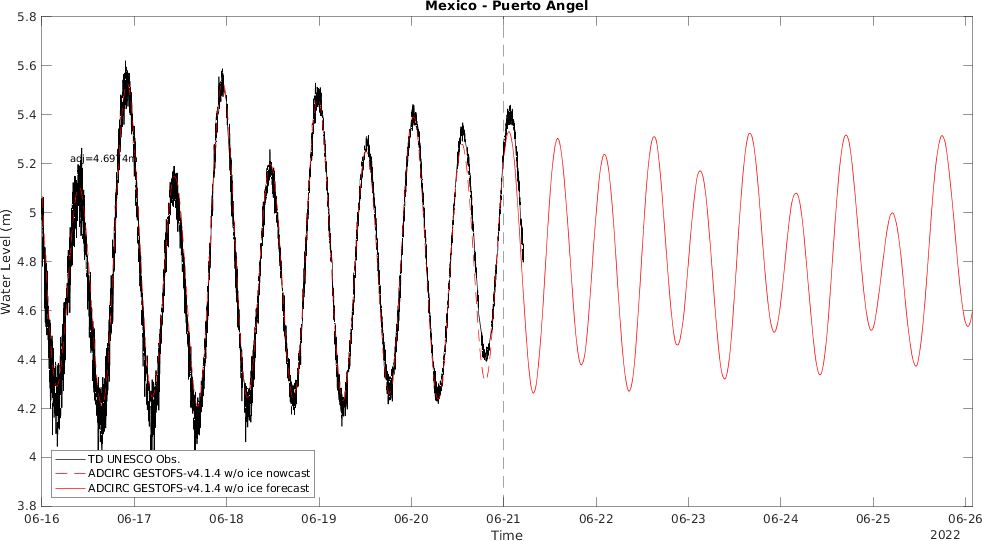 Mexico - Puerto Angel
5.8
5.6
5.4
5.2
5
4.8
4.6
4.4
4.2
4
3.8
Water Level (m)
adj=4.6974m
TD UNESCO Obs.
ADCIRC GESTOFS-v4.1.4 w/o ice nowcast
ADCIRC GESTOFS-v4.1.4 w/o ice forecast
06-16 06-17 06-18 06-19 06-20 06-21 06-22 06-23 06-24 06-25 06-26
Time
2022